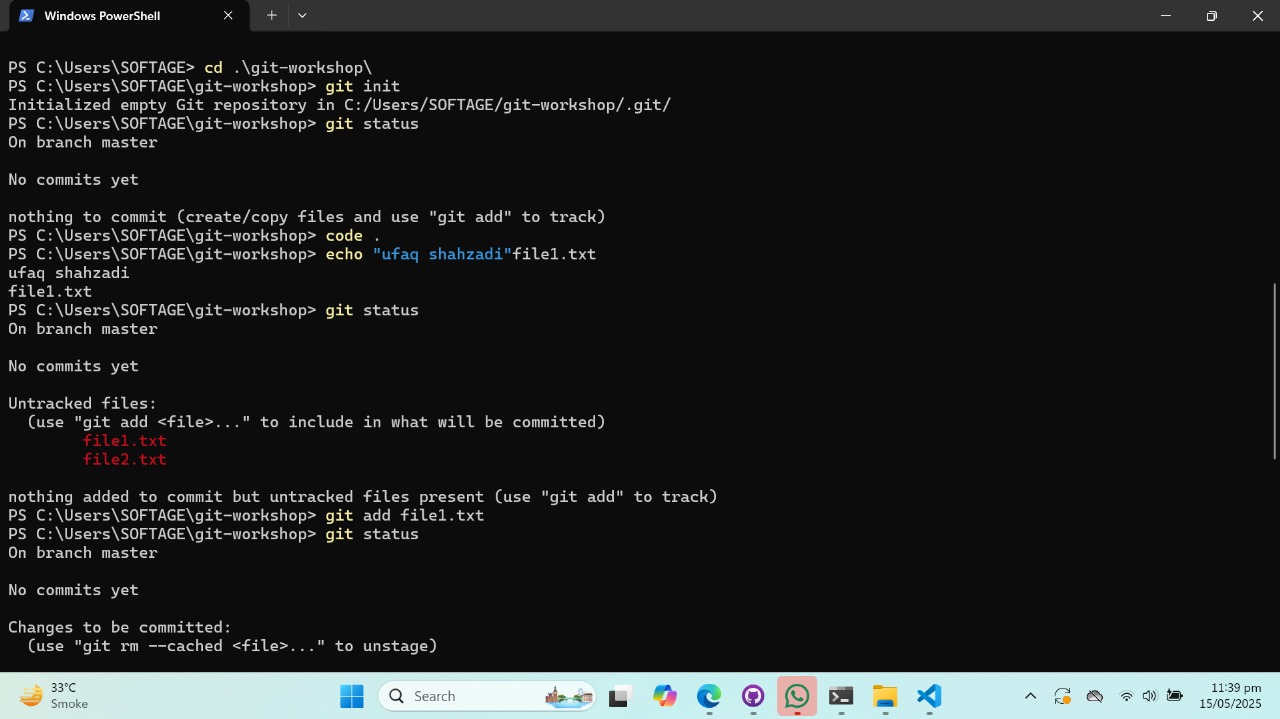 Windows PowerShell
PS C:\Users\SOFTAGE> cd .\git-workshop\
PS C:\Users\SOFTAGE\git-workshop> git init
Initialized empty Git repository in C:/Users/SOFTAGE/git-workshop/.git/
PS C:\Users\SOFTAGE\git-workshop> git status
On branch master
No commits yet
nothing to commit (create/copy files and use "git add" to track)
PS C:\Users\SOFTAGE\git-workshop> code .
PS C:\Users\SOFTAGE\git-workshop> echo "ufaq shahzadi"file1.txt
ufaq shahzadi
file1.txt
PS C:\Users\SOFTAGE\git-workshop> git status
On branch master
No commits yet
Untracked files:
  (use "git add <file>..." to include in what will be committed)
        file1.txt
        file2.txt
nothing added to commit but untracked files present (use "git add" to track)
PS C:\Users\SOFTAGE\git-workshop> git add file1.txt
PS C:\Users\SOFTAGE\git-workshop> git status
On branch master
No commits yet
Changes to be committed:
  (use "git rm --cached <file>..." to unstage)
33°C
Smoke
Search
11:39 pm
15/05/2025